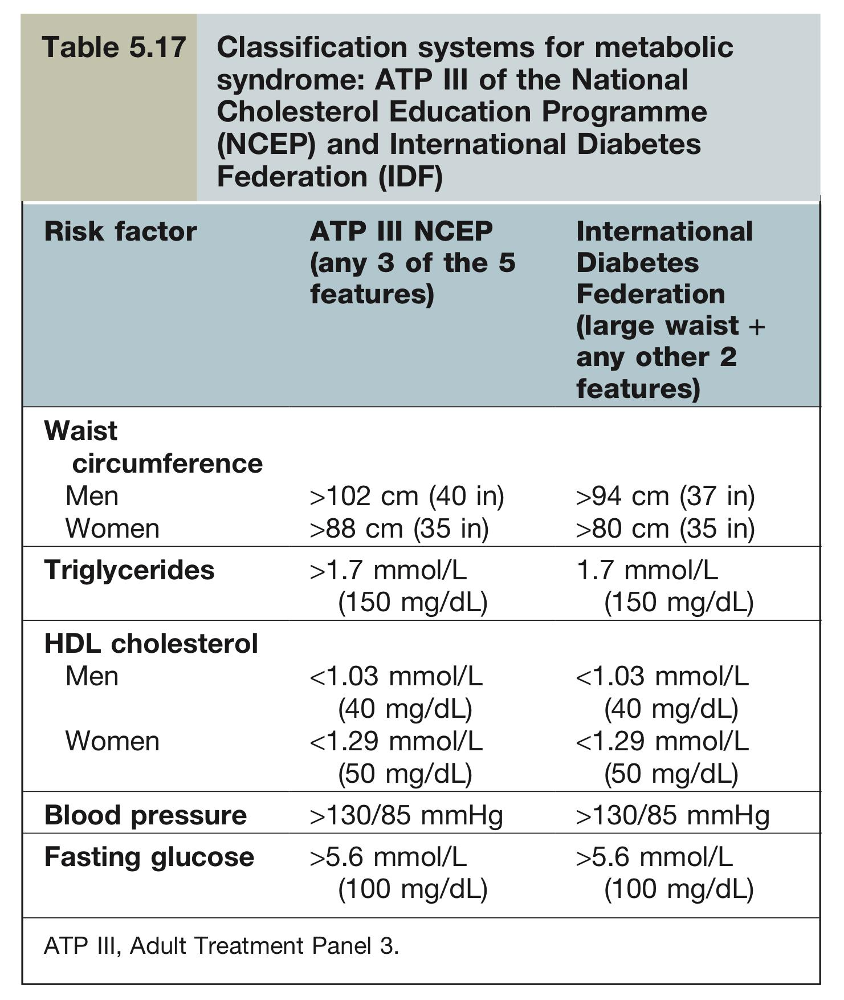 Table 5.17
Classification systems for metabolic
syndrome: ATP III of the National
Cholesterol Education Programme
(NCEP) and International Diabetes
Federation (IDF)
Risk factor
ATP III NCEP
(any 3 of the 5
features)
International
Diabetes
Federation
(large waist +
any other 2
features)
Waist
circumference
Men >102 cm (40 in) >94 cm (37 in)
Women >88 cm (35 in) >80 cm (35 in)
Triglycerides >1.7 mmol/L 1.7 mmol/L
(150 mg/dL) (150 mg/dL)
HDL cholesterol
Men <1.03 mmol/L <1.03 mmol/L
(40 mg/dL) (40 mg/dL)
Women <1.29 mmol/L <1.29 mmol/L
(50 mg/dL) (50 mg/dL)
Blood pressure >130/85 mmHg >130/85 mmHg
Fasting glucose >5.6 mmol/L >5.6 mmol/L
(100 mg/dL) (100 mg/dL)
ATP III, Adult Treatment Panel 3.